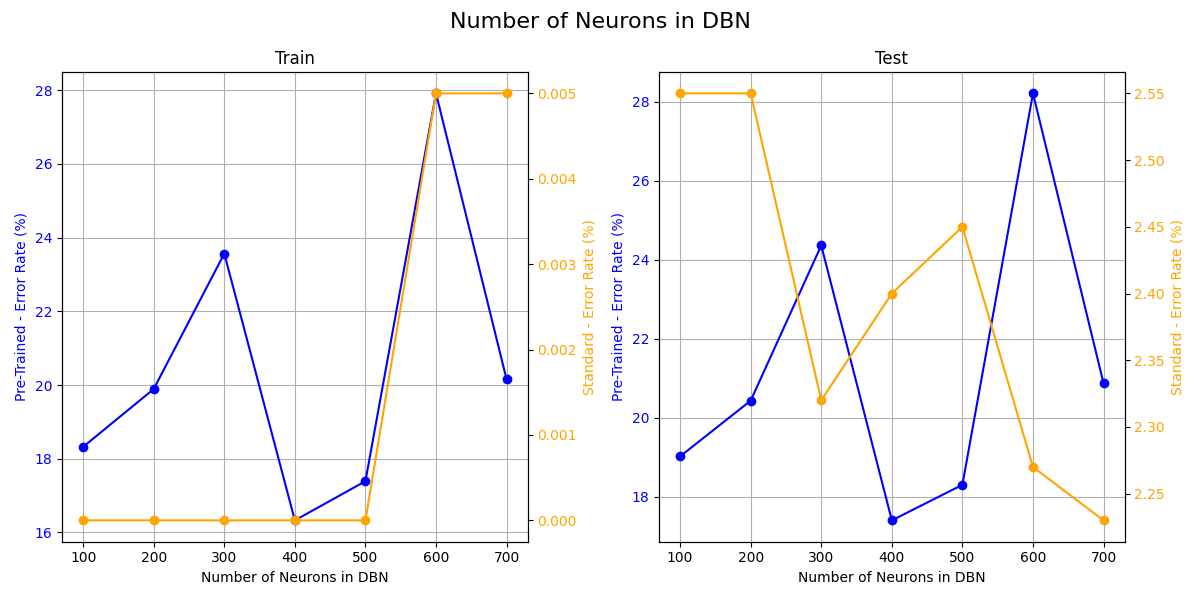 Number of Neurons in DBN
Train
28
26
24
22
20
18
16
Pre-Trained - Error Rate (%)
0.005
0.004
0.003
0.002
0.001
0.000
Standard - Error Rate (%)
100 200 300 400 500 600 700
Number of Neurons in DBN
Test
28
26
24
22
20
18
Pre-Trained - Error Rate (%)
2.55
2.50
2.45
2.40
2.35
2.30
2.25
Standard - Error Rate (%)
100 200 300 400 500 600 700
Number of Neurons in DBN